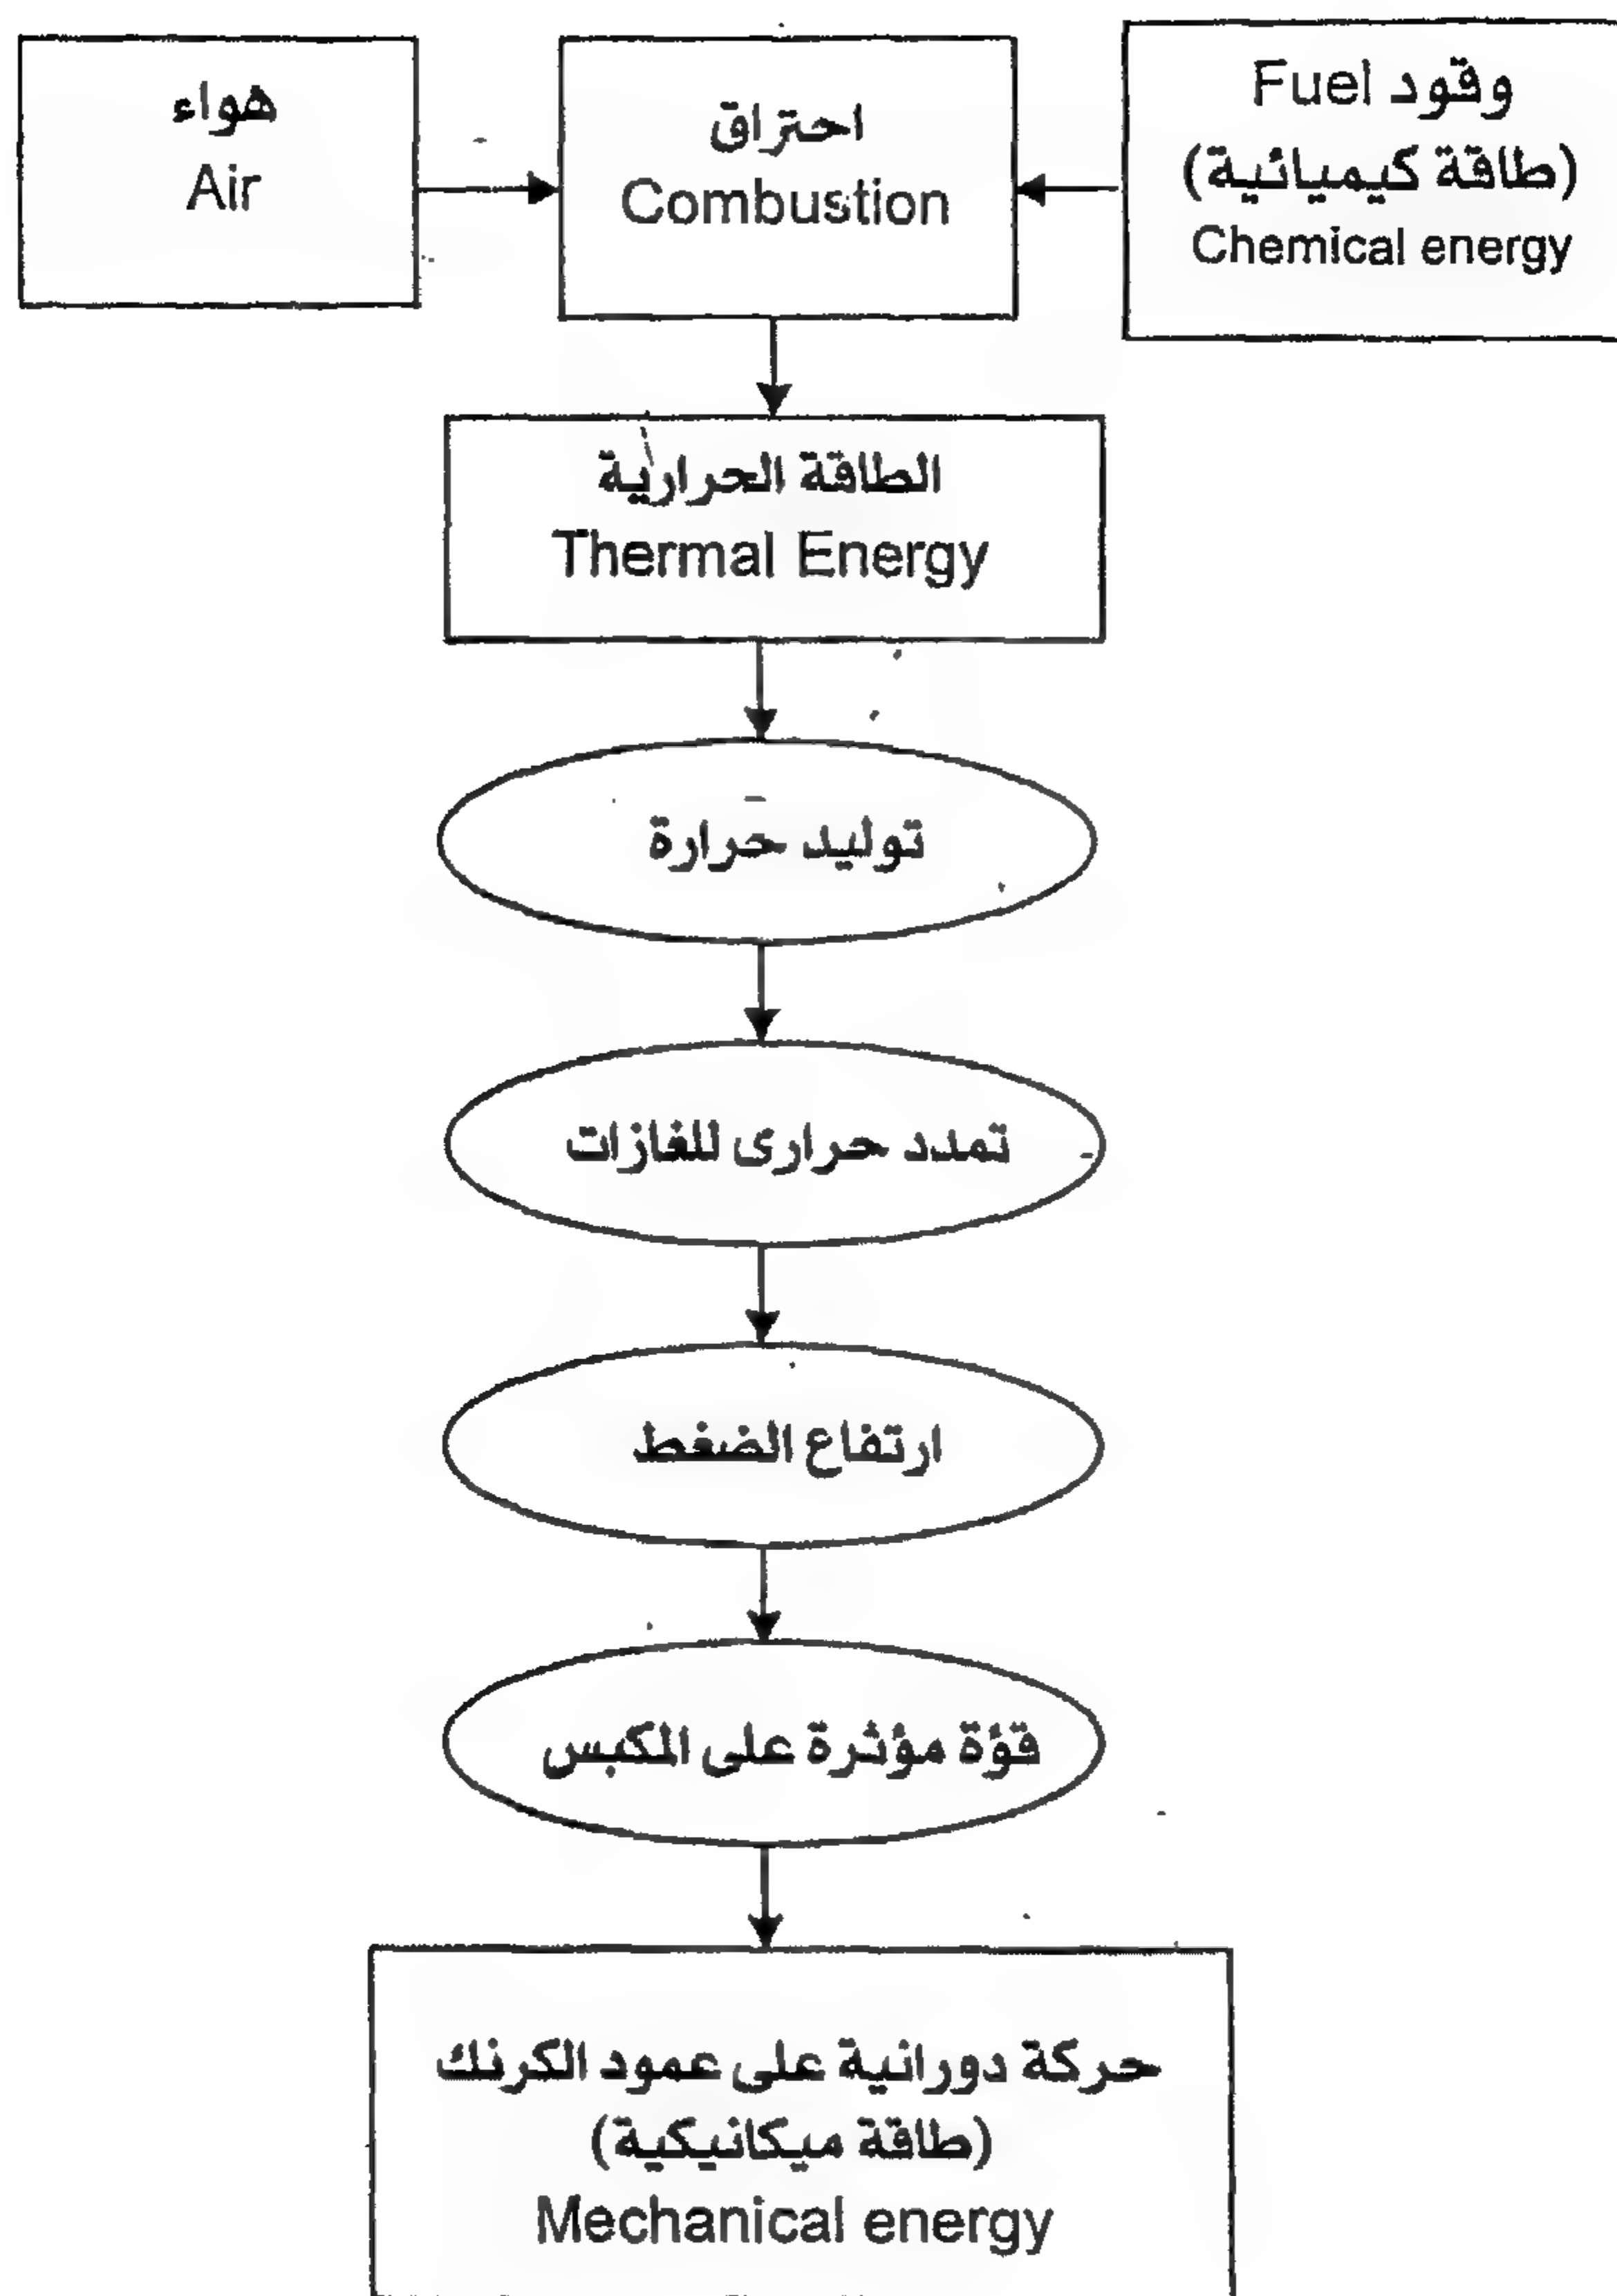 هواء
Air
احتراق
Combustion
وقود Fuel
(طاقة كيميائية)
Chemical energy
الطاقة الحرارية
Thermal Energy
توليد حرارة
تمدد حرارى للغازات
ارتفاع الضغط
قؤة مؤثرة على المكبس
حركة دورانية على عمود الكرنك
(طاقة ميكانيكية)
Mechanical energy